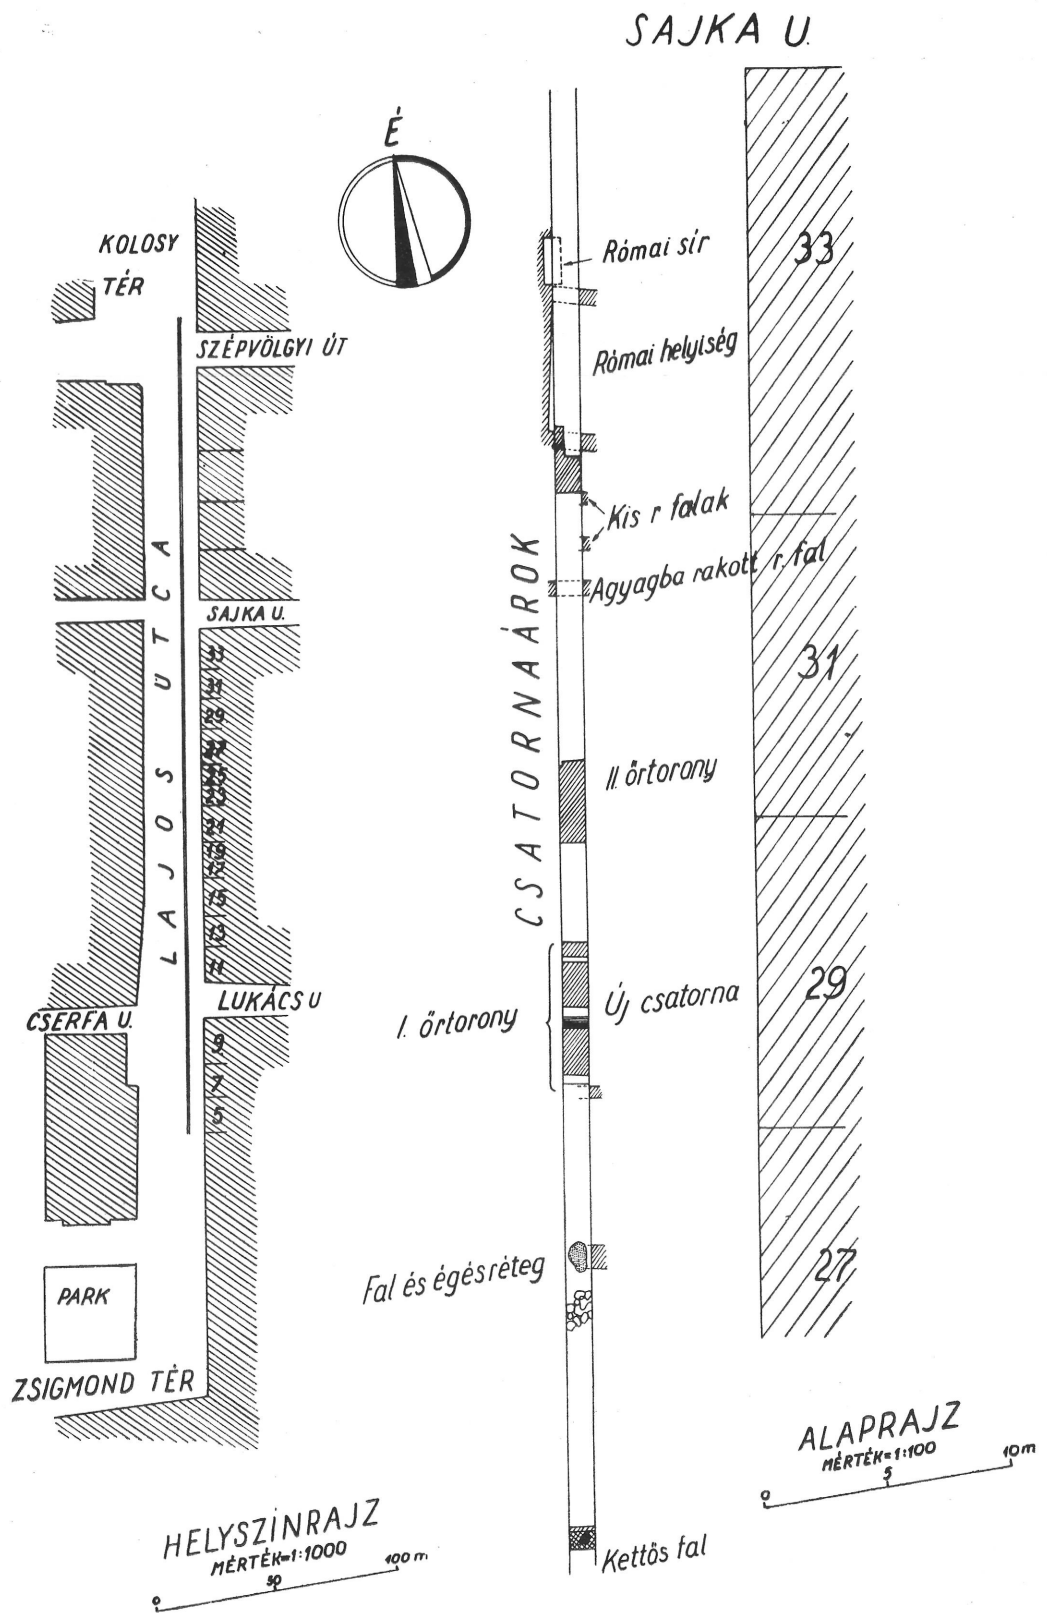 SAJKA U.
É
KOLOSY
TÉR
SZÉPVÖLGYI ÚT
LAJOS ÚTCA
SAJKA U.
33
31
29
27
25
23
21
19
17
15
13
11
LUKÁCS U
CSERFA U.
9
7
5
PARK
ZSIGMOND TÉR
HELYSZÍNRAJZ
MÉRTÉK=1:1000
0 50 100 m
CSATORNAÁROK
Római sír
Római helyiség
Kis r falak
Agyagba rakott r. fal
II. őrtorony
I. őrtorony
Új csatorna
Fal és égésréteg
Kettős fal
33
31
29
27
ALAPRAJZ
MÉRTÉK=1:100
0 5 10 m